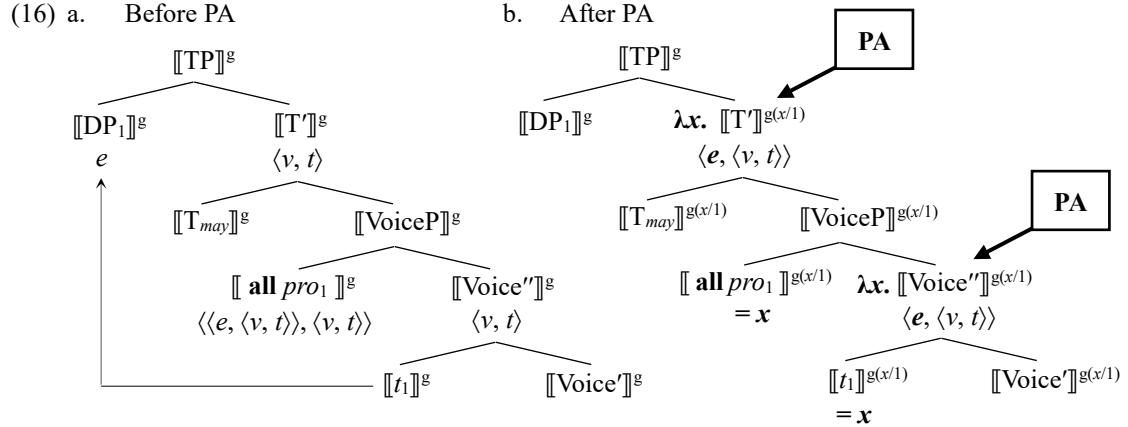 (16) a. Before PA b. After PA
PA
⟦TP⟧ᵍ ⟦TP⟧ᵍ
⟦DP₁⟧ᵍ ⟦T′⟧ᵍ ⟦DP₁⟧ᵍ λx. ⟦T′⟧ᵍ⁽ˣ/¹⁾
e ⟨v, t⟩ ⟨e, ⟨v, t⟩⟩
PA
⟦Tmay⟧ᵍ ⟦VoiceP⟧ᵍ ⟦Tmay⟧ᵍ⁽ˣ/¹⁾ ⟦VoiceP⟧ᵍ⁽ˣ/¹⁾
⟦ all pro₁ ⟧ᵍ ⟦Voice′′⟧ᵍ ⟦ all pro₁ ⟧ᵍ⁽ˣ/¹⁾ λx. ⟦Voice′′⟧ᵍ⁽ˣ/¹⁾
⟨⟨e, ⟨v, t⟩⟩, ⟨v, t⟩⟩ ⟨v, t⟩ = x ⟨e, ⟨v, t⟩⟩
⟦t₁⟧ᵍ ⟦Voice′⟧ᵍ ⟦t₁⟧ᵍ⁽ˣ/¹⁾ ⟦Voice′⟧ᵍ⁽ˣ/¹⁾
= x